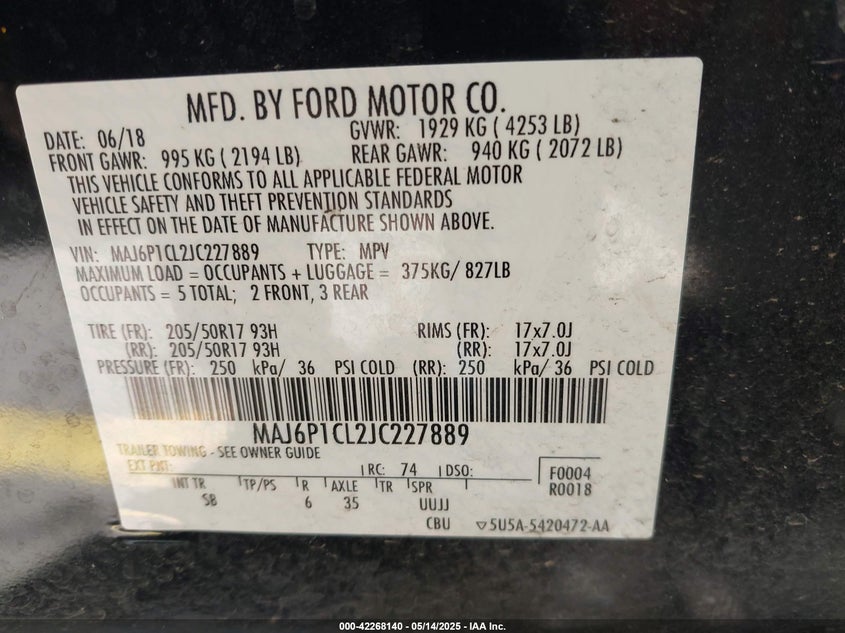 MFD. BY FORD MOTOR CO.
DATE: 06/18 GVWR: 1929 KG ( 4253 LB)
FRONT GAWR: 995 KG ( 2194 LB) REAR GAWR: 940 KG ( 2072 LB)
THIS VEHICLE CONFORMS TO ALL APPLICABLE FEDERAL MOTOR
VEHICLE SAFETY AND THEFT PREVENTION STANDARDS
IN EFFECT ON THE DATE OF MANUFACTURE SHOWN ABOVE.
VIN: MAJ6P1CL2JC227889 TYPE: MPV
MAXIMUM LOAD = OCCUPANTS + LUGGAGE = 375KG/ 827LB
OCCUPANTS = 5 TOTAL; 2 FRONT, 3 REAR
TIRE (FR): 205/50R17 93H RIMS (FR): 17x7.0J
(RR): 205/50R17 93H (RR): 17x7.0J
PRESSURE (FR): 250 kPa/ 36 PSI COLD (RR): 250 kPa/ 36 PSI COLD
MAJ6P1CL2JC227889
TRAILER TOWING - SEE OWNER GUIDE
EXT PNT: RC: 74 DSO: F0004
R0018
INT TR TP/PS R AXLE TR SPR
SB 6 35 UUJJ
CBU ▽5U5A-5420472-AA
000-42268140 - 05/14/2025 - IAA Inc.